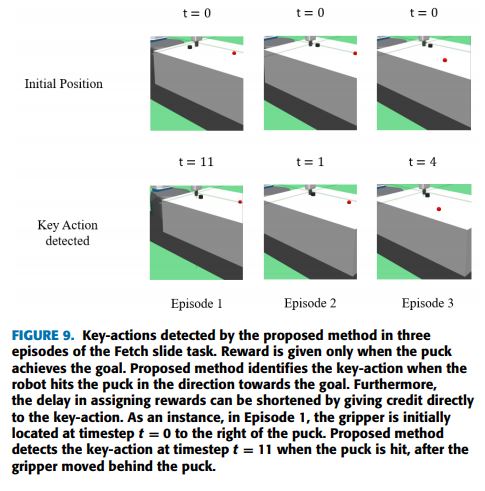 t = 0
t = 0
t = 0
Initial Position
t = 11
t = 1
t = 4
Key Action
detected
Episode 1
Episode 2
Episode 3
FIGURE 9. Key-actions detected by the proposed method in three
episodes of the Fetch slide task. Reward is given only when the puck
achieves the goal. Proposed method identifies the key-action when the
robot hits the puck in the direction towards the goal. Furthermore,
the delay in assigning rewards can be shortened by giving credit directly
to the key-action. As an instance, in Episode 1, the gripper is initially
located at timestep t = 0 to the right of the puck. Proposed method
detects the key-action at timestep t = 11 when the puck is hit, after the
gripper moved behind the puck.